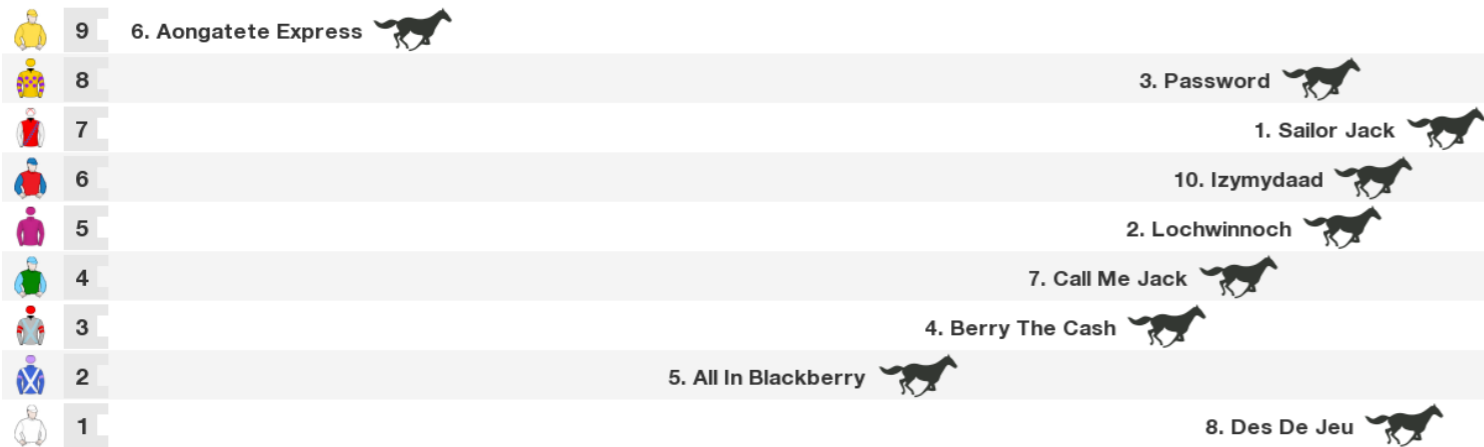 9 6. Aongatete Express
8 3. Password
7 1. Sailor Jack
6 10. Izymydaad
5 2. Lochwinnoch
4 7. Call Me Jack
3 4. Berry The Cash
2 5. All In Blackberry
1 8. Des De Jeu